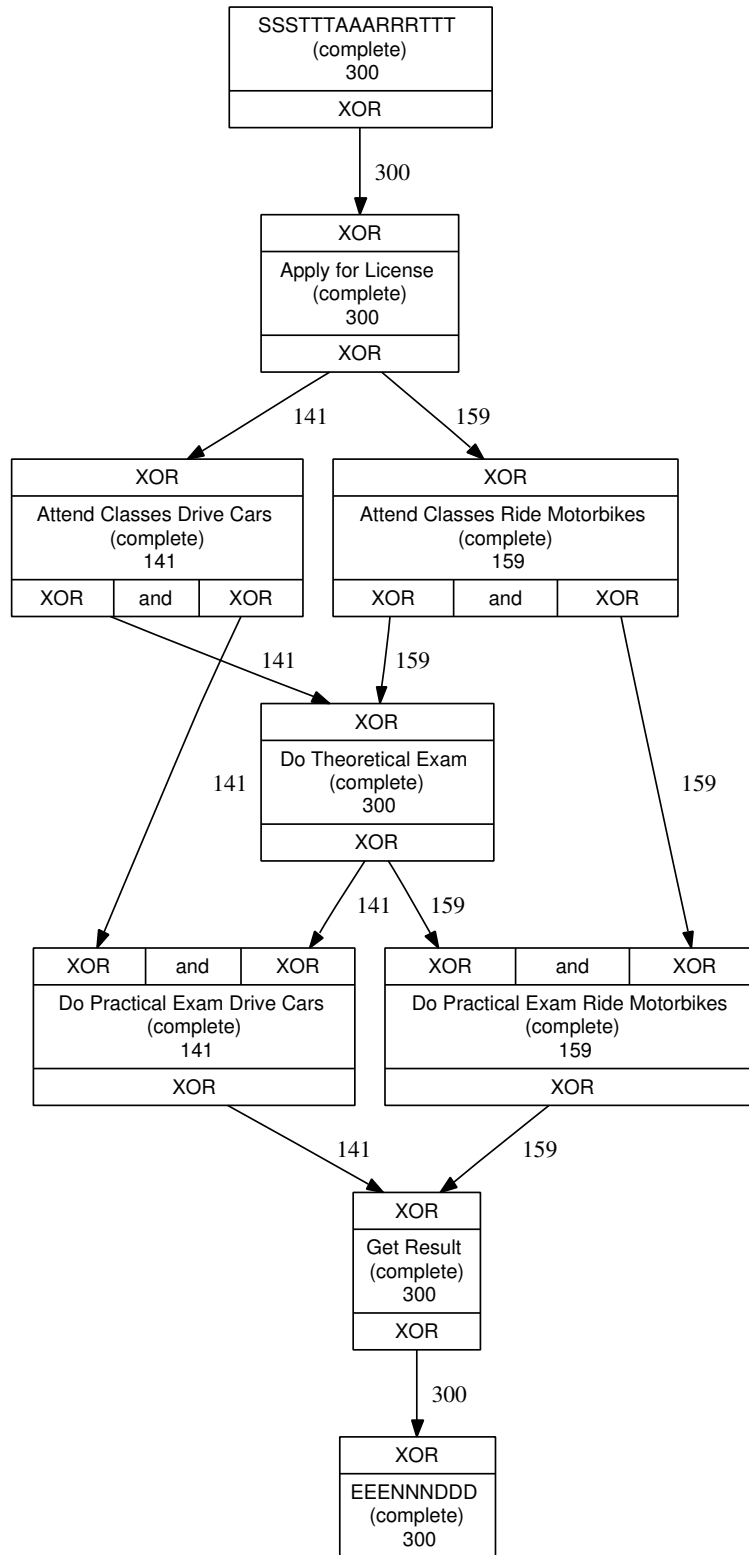 SSSTTTAAARRRTTT
(complete)
300
XOR
300
XOR
Apply for License
(complete)
300
XOR
141
159
XOR
Attend Classes Drive Cars
(complete)
141
XOR and XOR
XOR
Attend Classes Ride Motorbikes
(complete)
159
XOR and XOR
141
159
141
159
XOR
Do Theoretical Exam
(complete)
300
XOR
141
159
XOR and XOR
Do Practical Exam Drive Cars
(complete)
141
XOR
XOR and XOR
Do Practical Exam Ride Motorbikes
(complete)
159
XOR
141
159
XOR
Get Result
(complete)
300
XOR
300
XOR
EEENNNDDD
(complete)
300